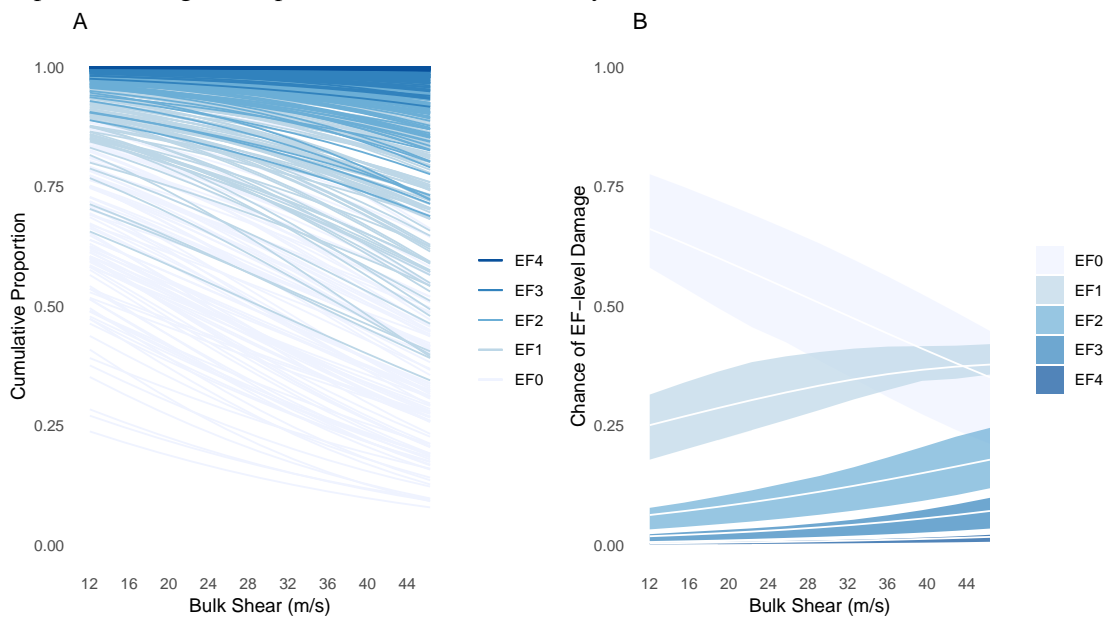 A
1.00
0.75
0.50
0.25
0.00
Cumulative Proportion
12 16 20 24 28 32 36 40 44
Bulk Shear (m/s)
EF4
EF3
EF2
EF1
EF0
B
1.00
0.75
0.50
0.25
0.00
Chance of EF−level Damage
12 16 20 24 28 32 36 40 44
Bulk Shear (m/s)
EF0
EF1
EF2
EF3
EF4